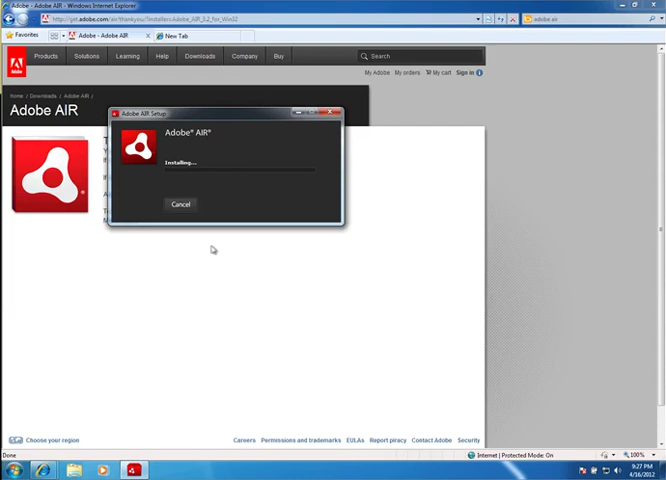 Adobe - Adobe AIR - Windows Internet Explorer
http://get.adobe.com/air/thankyou/?installer=Adobe_AIR_3.2_for_Win32
adobe air
Favorites
Adobe - Adobe AIR
New Tab
Adobe
Products Solutions Learning Help Downloads Company Buy
Search
My Adobe My orders My cart Sign in
Home / Downloads / Adobe AIR /
Adobe AIR
Adobe AIR Setup
Adobe® AIR®
Installing...
Cancel
Choose your region
Careers Permissions and trademarks EULAs Report piracy Contact Adobe Security
Done
Internet | Protected Mode: On
100%
9:27 PM
4/16/2012